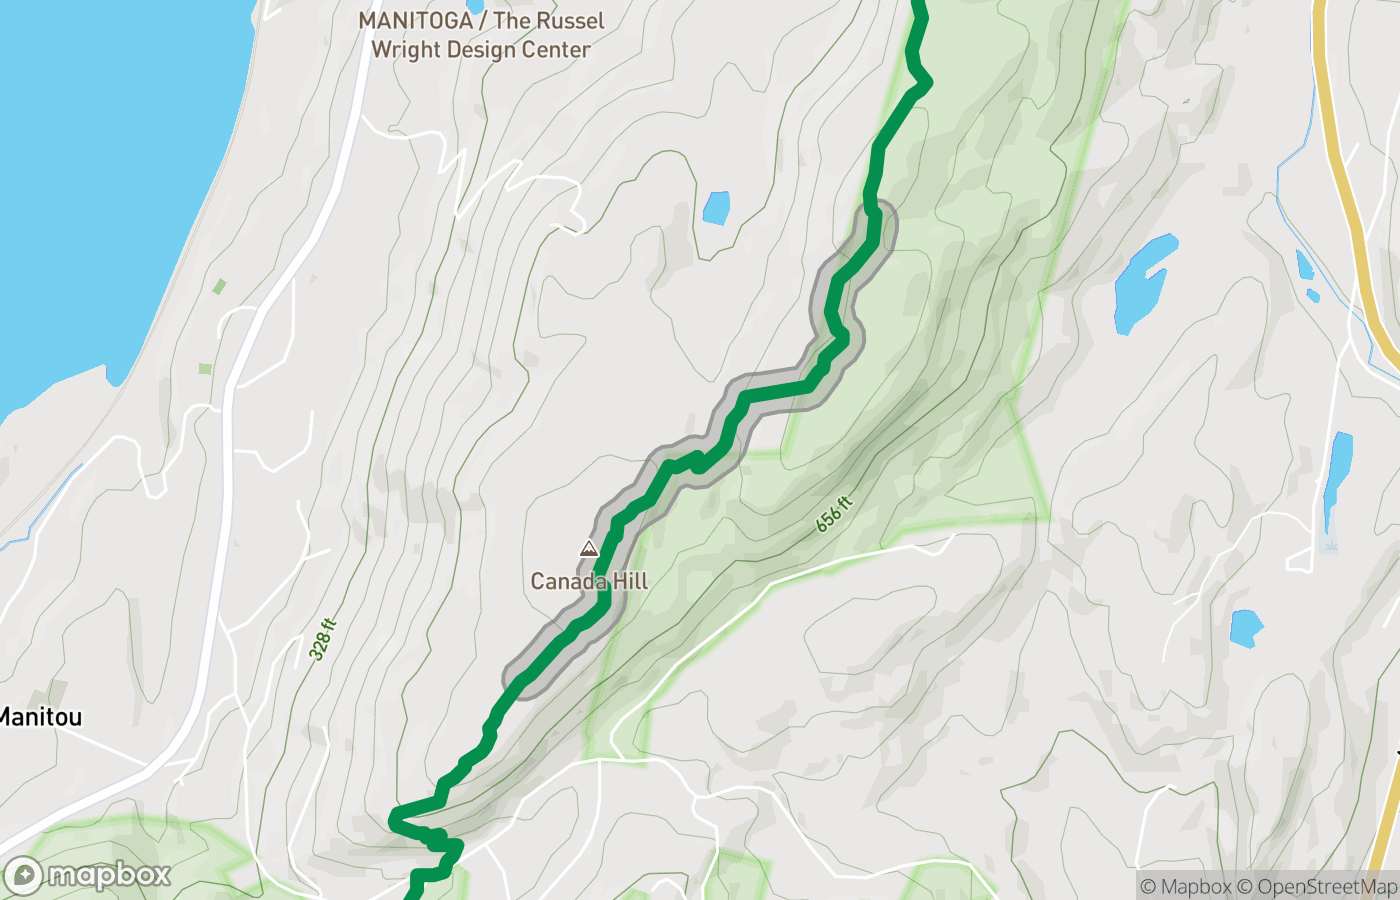 MANITOGA / The Russel
Wright Design Center
656 ft
Canada Hill
328 ft
Manitou
mapbox
© Mapbox © OpenStreetMap